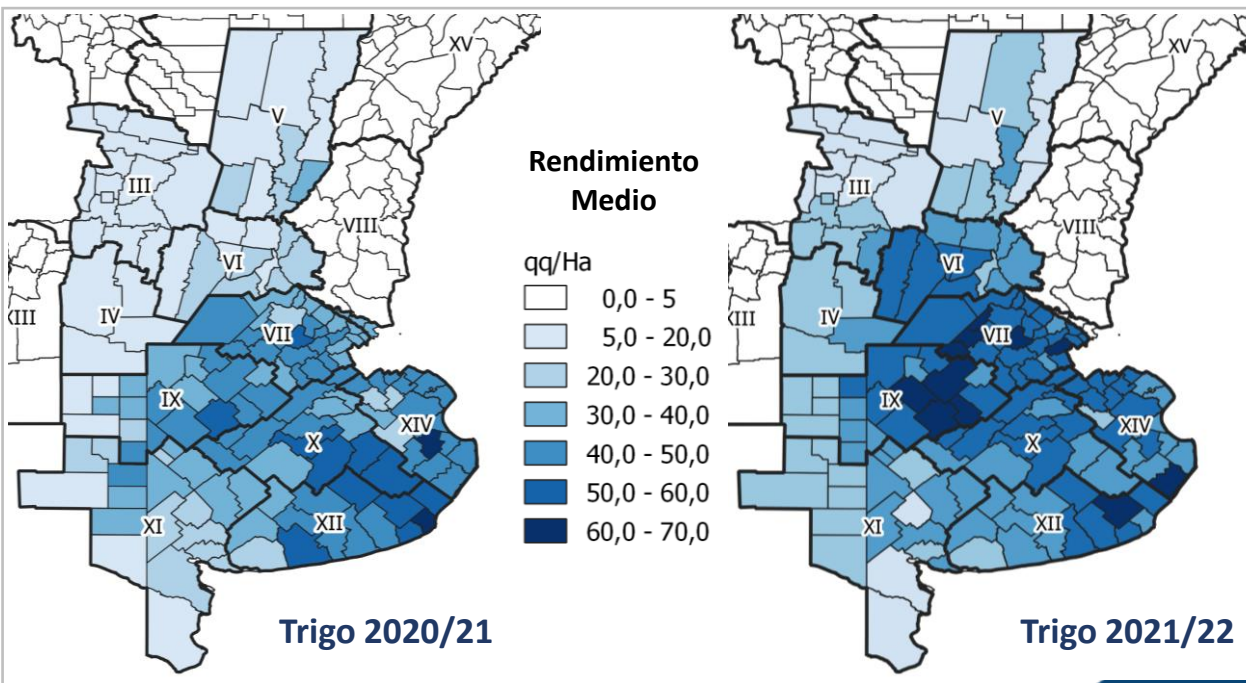 XV
V
III
VIII
VI
IV
XIII
VII
IX
XIV
X
XII
XI
Trigo 2020/21
Rendimiento
Medio
qq/Ha
0,0 - 5
5,0 - 20,0
20,0 - 30,0
30,0 - 40,0
40,0 - 50,0
50,0 - 60,0
60,0 - 70,0
XV
V
III
VIII
VI
IV
XIII
VII
IX
XIV
X
XII
XI
Trigo 2021/22